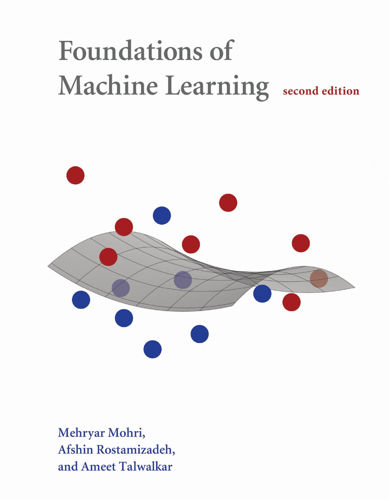 Foundations of
Machine Learning second edition
Mehryar Mohri,
Afshin Rostamizadeh,
and Ameet Talwalkar